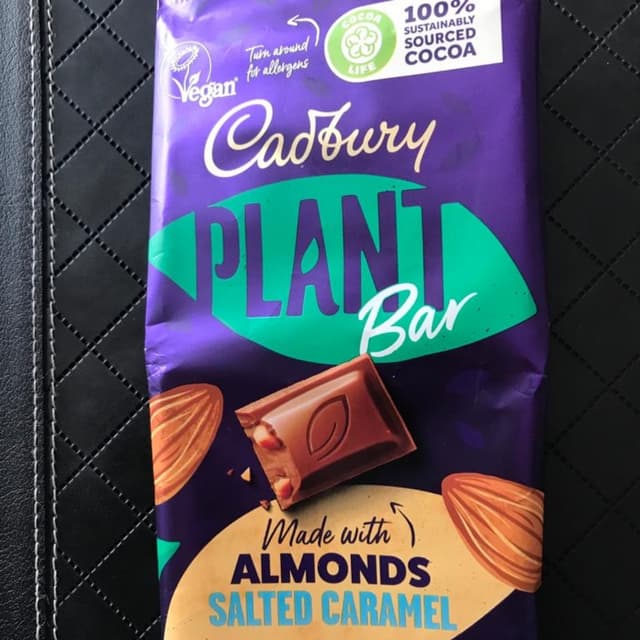 Turn around
for allergens
Vegan
COCOA
LIFE
100%
SUSTAINABLY
SOURCED
COCOA
Cadbury
PLANT
Bar
Made with
ALMONDS
SALTED CARAMEL